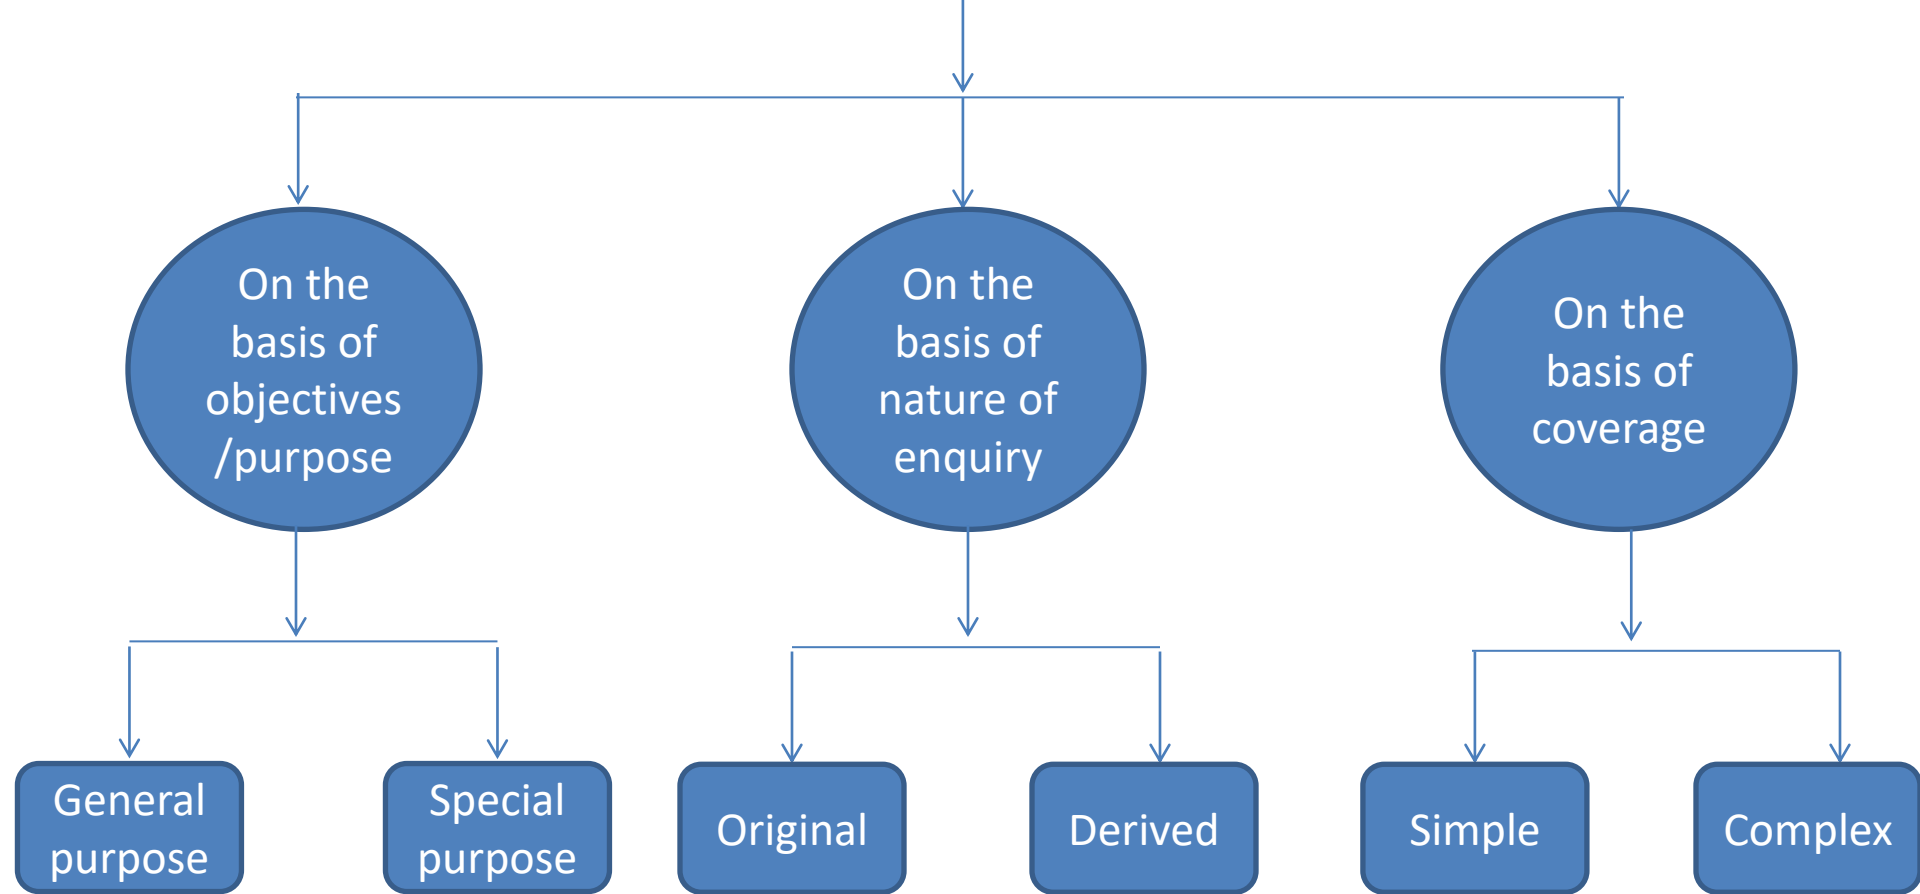 On the
basis of
objectives
/purpose
On the
basis of
nature of
enquiry
On the
basis of
coverage
General
purpose
Special
purpose
Original
Derived
Simple
Complex